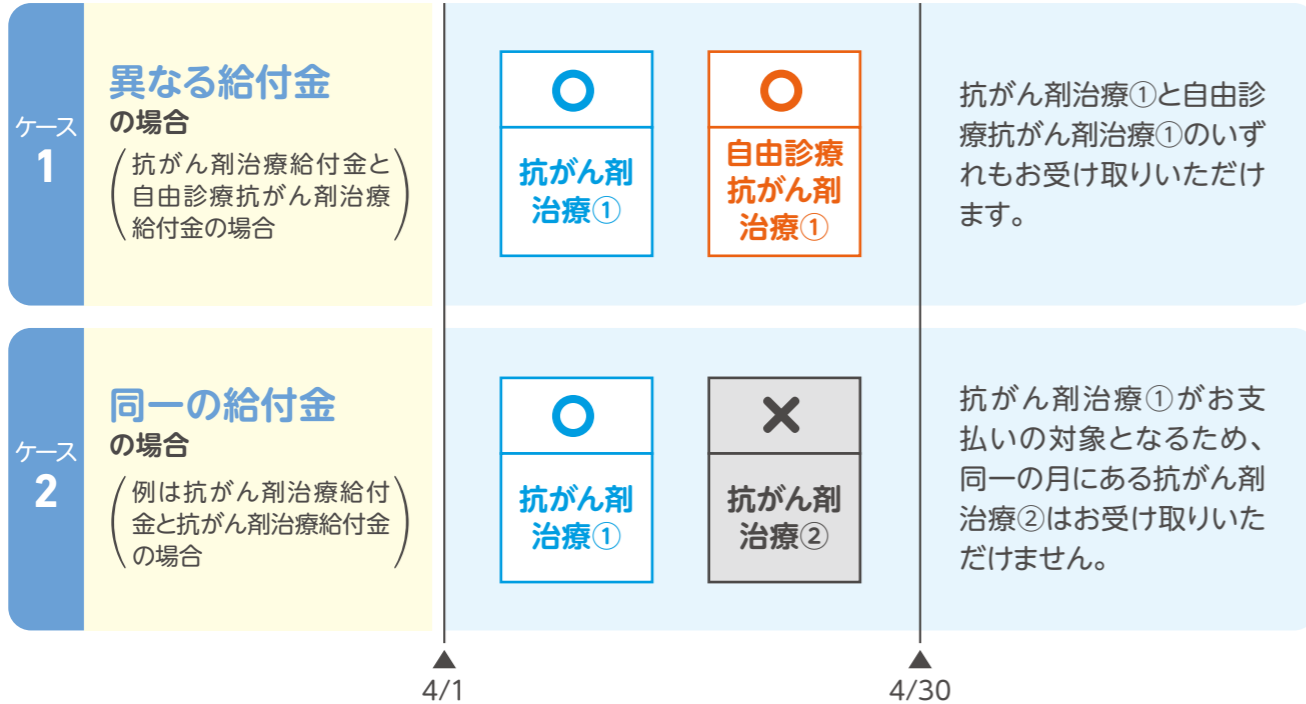 ケース
1
異なる給付金
の場合
(抗がん剤治療給付金と
自由診療抗がん剤治療
給付金の場合)
○
抗がん剤
治療①
○
自由診療
抗がん剤
治療①
抗がん剤治療①と自由診
療抗がん剤治療①のいず
れもお受け取りいただけ
ます。
ケース
2
同一の給付金
の場合
(例は抗がん剤治療給付
金と抗がん剤治療給付金
の場合)
○
抗がん剤
治療①
×
抗がん剤
治療②
抗がん剤治療①がお支
払いの対象となるため、
同一の月にある抗がん剤
治療②はお受け取りいた
だけません。
4/1
4/30